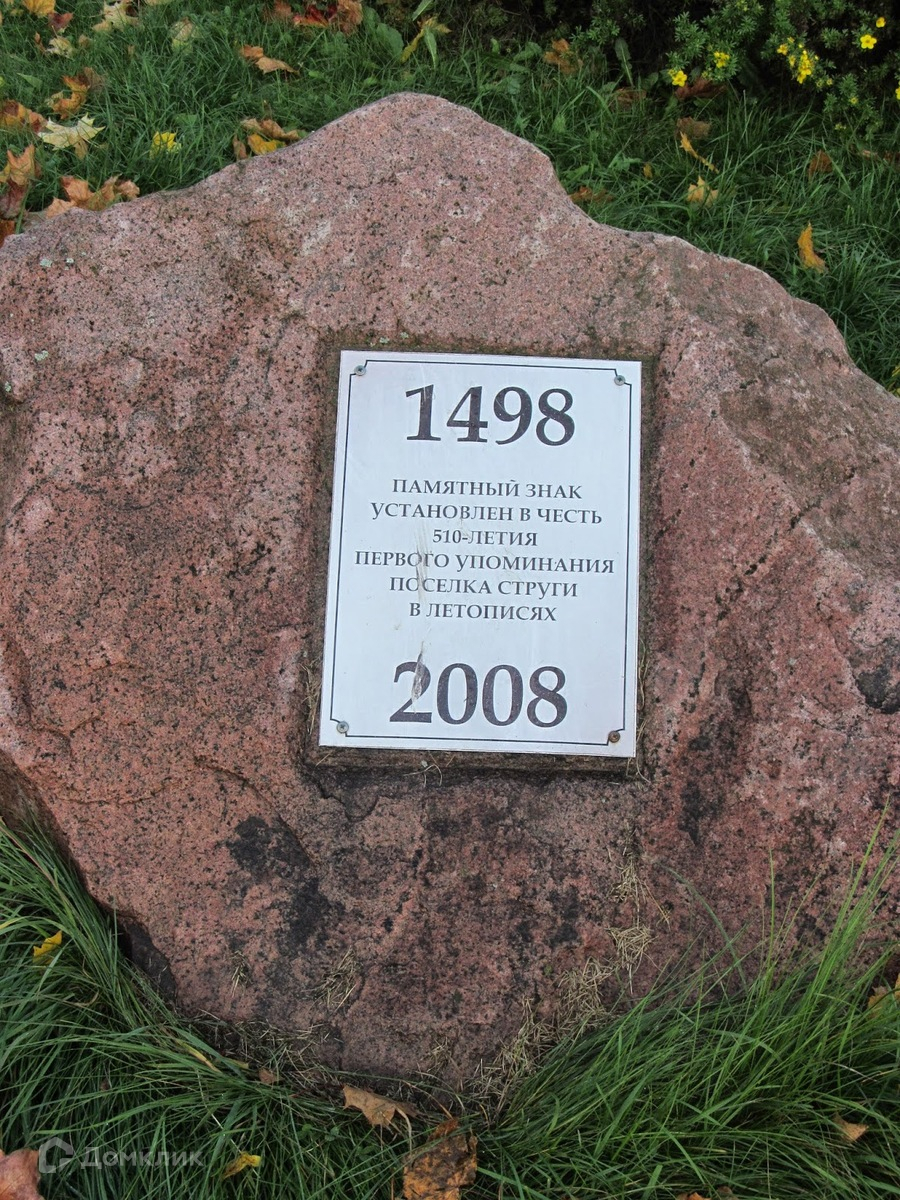 1498
ПАМЯТНЫЙ ЗНАК
УСТАНОВЛЕН В ЧЕСТЬ
510-ЛЕТИЯ
ПЕРВОГО УПОМИНАНИЯ
ПОСЕЛКА СТРУГИ
В ЛЕТОПИСЯХ
2008
Домклик